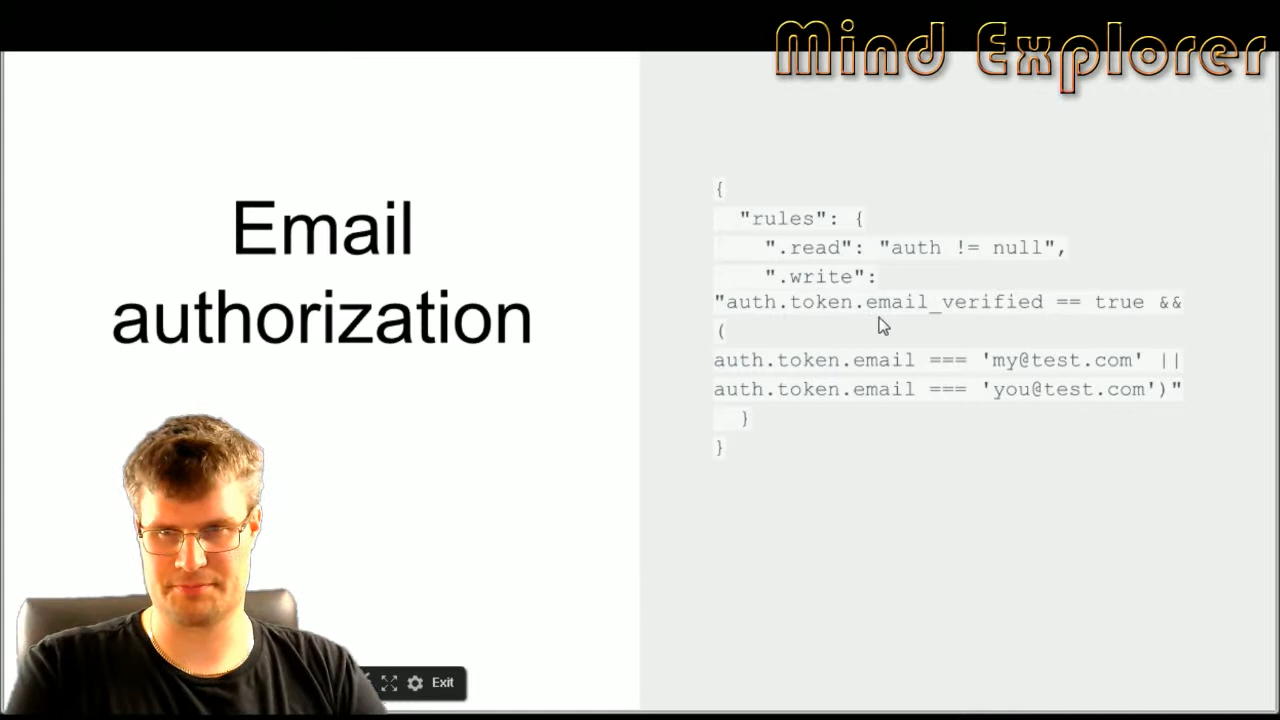 Mind Explorer
Email
authorization
{
"rules": {
".read": "auth != null",
".write":
"auth.token.email_verified == true &&
(
auth.token.email === 'my@test.com' ||
auth.token.email === 'you@test.com')"
}
}
Exit